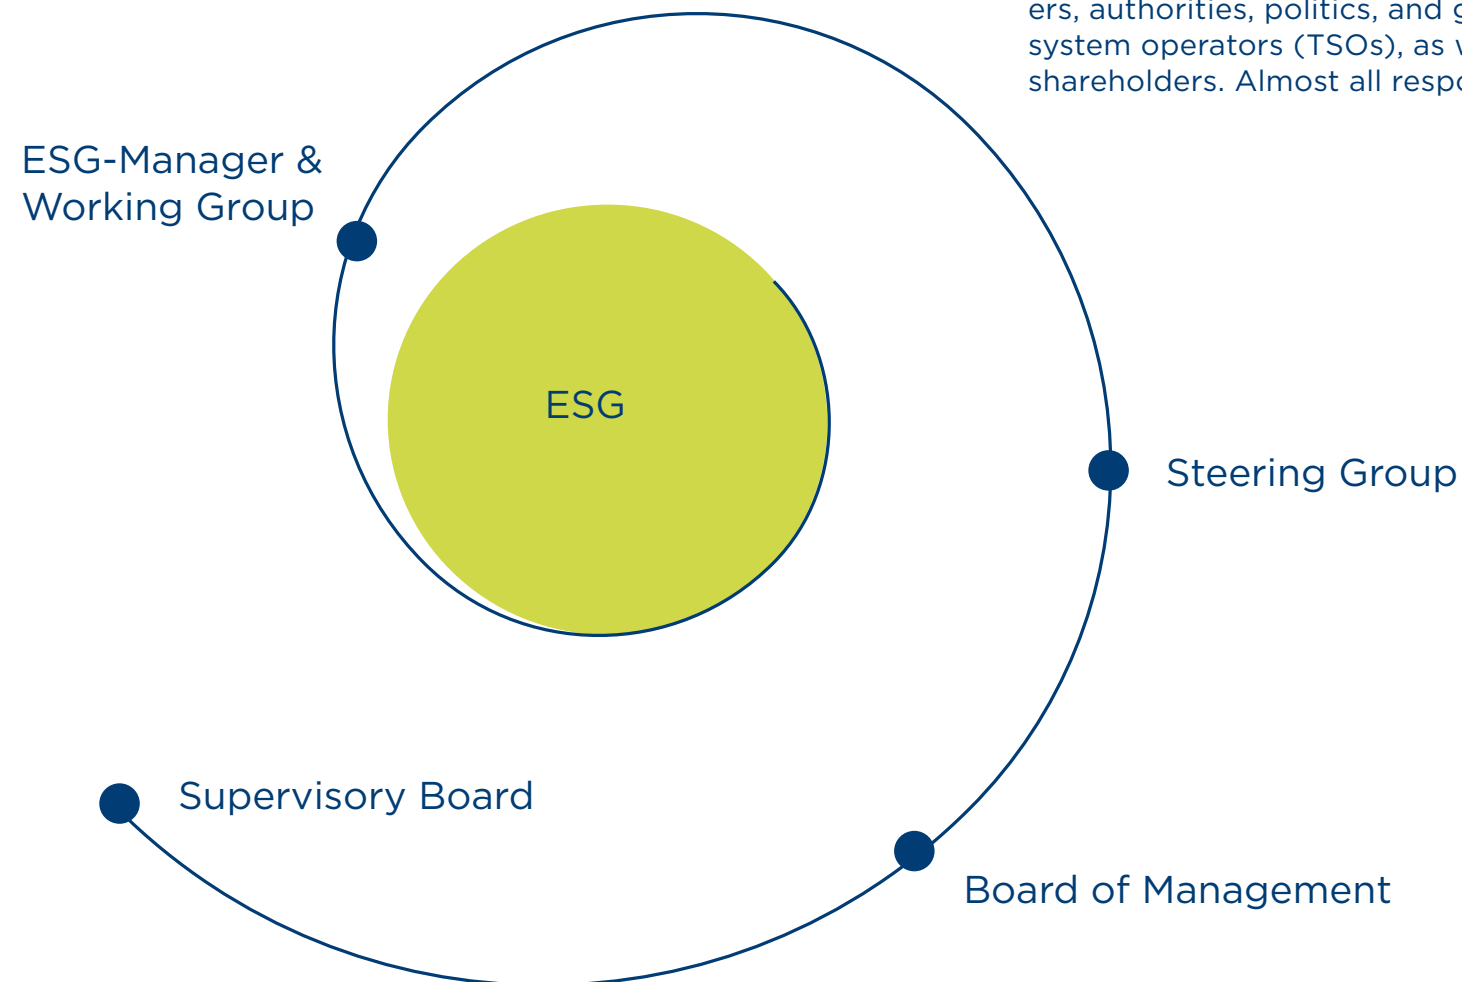 ers, authorities, politics, and
system operators (TSOs), as
shareholders. Almost all
ESG-Manager &
Working Group
ESG
Steering Group
Supervisory Board
Board of Management